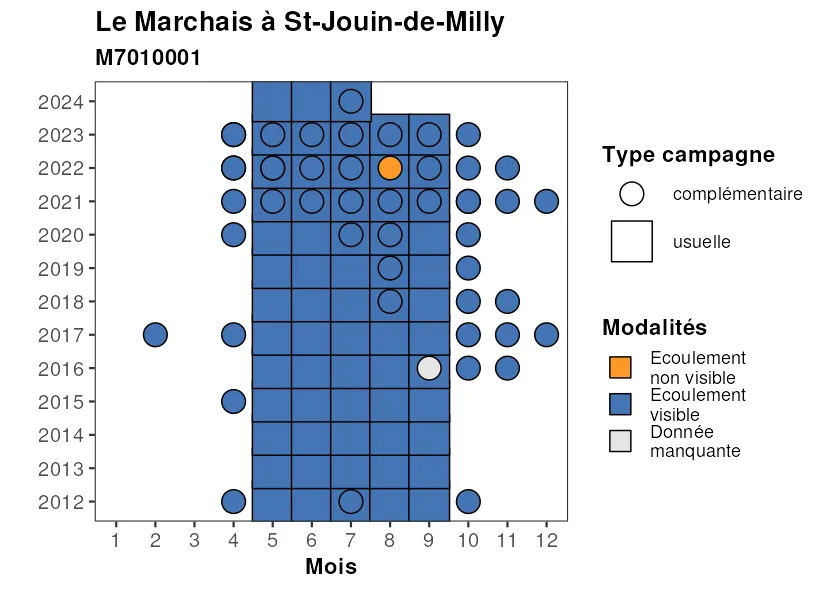 Le Marchais à St-Jouin-de-Milly
M7010001
2024
2023
2022
2021
2020
2019
2018
2017
2016
2015
2014
2013
2012
1 2 3 4 5 6 7 8 9 10 11 12
Mois
Type campagne
complémentaire
usuelle
Modalités
Ecoulement
non visible
Ecoulement
visible
Donnée
manquante